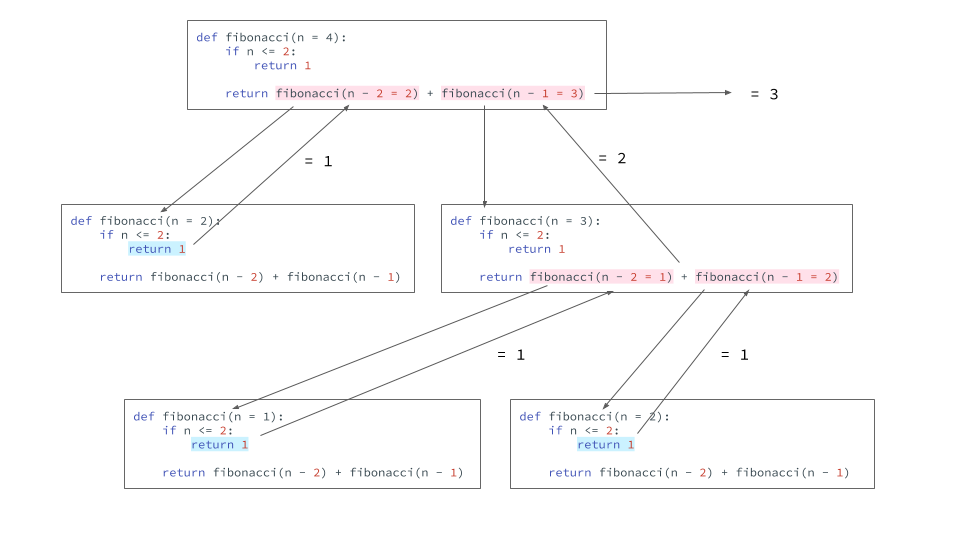 def fibonacci(n = 4):
if n <= 2:
return 1
return fibonacci(n - 2 = 2) + fibonacci(n - 1 = 3)
= 3
= 1
= 2
def fibonacci(n = 2):
if n <= 2:
return 1
return fibonacci(n - 2) + fibonacci(n - 1)
def fibonacci(n = 3):
if n <= 2:
return 1
return fibonacci(n - 2 = 1) + fibonacci(n - 1 = 2)
= 1
= 1
def fibonacci(n = 1):
if n <= 2:
return 1
return fibonacci(n - 2) + fibonacci(n - 1)
def fibonacci(n = 2):
if n <= 2:
return 1
return fibonacci(n - 2) + fibonacci(n - 1)